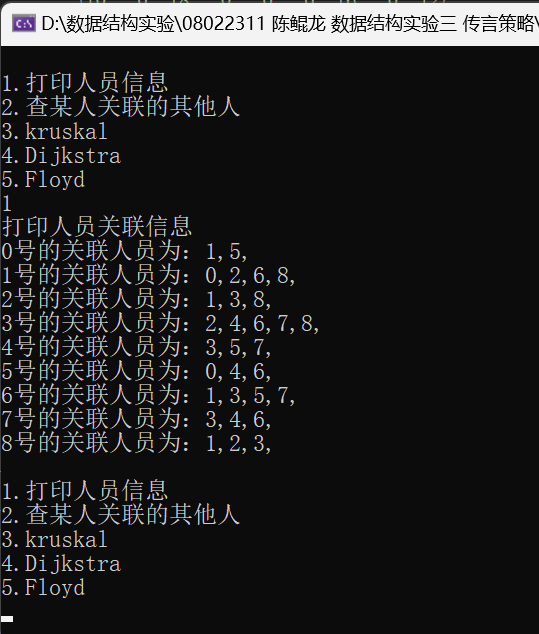 D:\数据结构实验\08022311 陈鲲龙 数据结构实验三 传言策略\
1.打印人员信息
2.查某人关联的其他人
3.kruskal
4.Dijkstra
5.Floyd
1
打印人员关联信息
0号的关联人员为: 1,5,
1号的关联人员为: 0,2,6,8,
2号的关联人员为: 1,3,8,
3号的关联人员为: 2,4,6,7,8,
4号的关联人员为: 3,5,7,
5号的关联人员为: 0,4,6,
6号的关联人员为: 1,3,5,7,
7号的关联人员为: 3,4,6,
8号的关联人员为: 1,2,3,
1.打印人员信息
2.查某人关联的其他人
3.kruskal
4.Dijkstra
5.Floyd